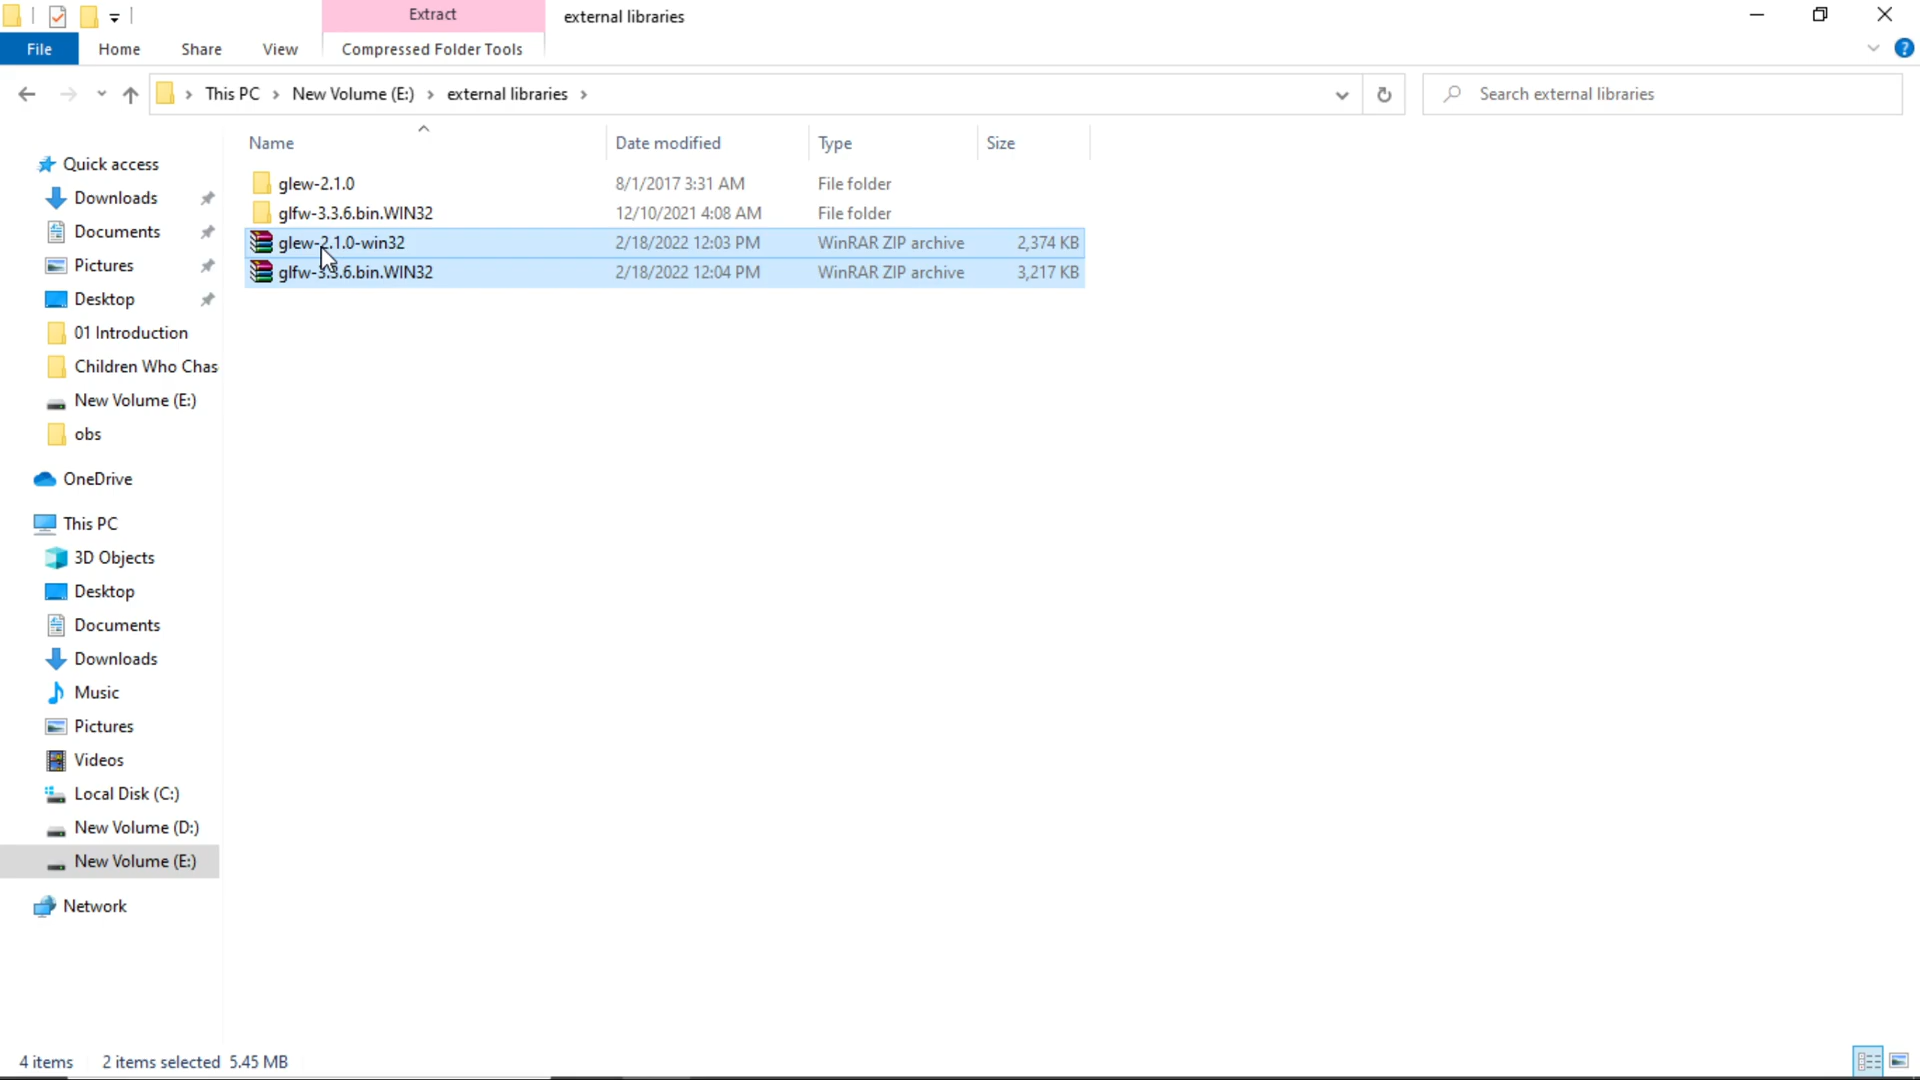 Extract external libraries
File Home Share View Compressed Folder Tools
This PC New Volume (E:) external libraries Search external libraries
Name Date modified Type Size
Quick access
Downloads
Documents
Pictures
Desktop
01 Introduction
Children Who Chas
New Volume (E:)
obs
OneDrive
This PC
3D Objects
Desktop
Documents
Downloads
Music
Pictures
Videos
Local Disk (C:)
New Volume (D:)
New Volume (E:)
Network
glew-2.1.0 8/1/2017 3:31 AM File folder
glfw-3.3.6.bin.WIN32 12/10/2021 4:08 AM File folder
glew-2.1.0-win32 2/18/2022 12:03 PM WinRAR ZIP archive 2,374 KB
glfw-3.3.6.bin.WIN32 2/18/2022 12:04 PM WinRAR ZIP archive 3,217 KB
4 items 2 items selected 5.45 MB